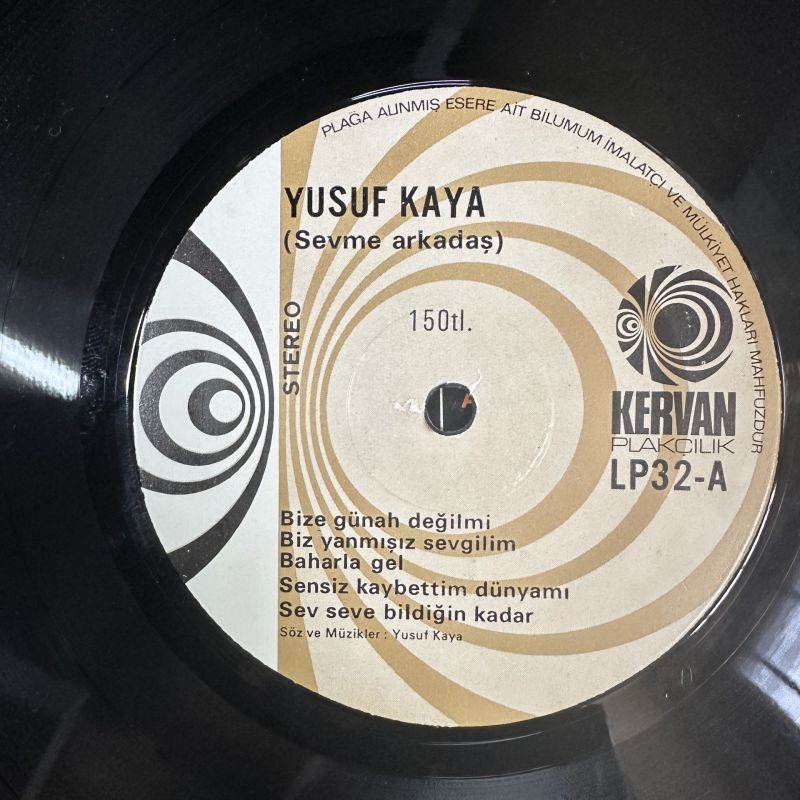 PLAĞA ALINMIŞ ESERE AİT BİLUMUM İMALATÇI VE MÜLKİYET HAKLARI MAHFUZDUR
YUSUF KAYA
(Sevme arkadaş)
STEREO
150tl.
KERVAN
PLAKÇILIK
LP32-A
Bize günah değilmi
Biz yanmışız sevgilim
Baharla gel
Sensiz kaybettim dünyamı
Sev seve bildiğin kadar
Söz ve Müzikler : Yusuf Kaya